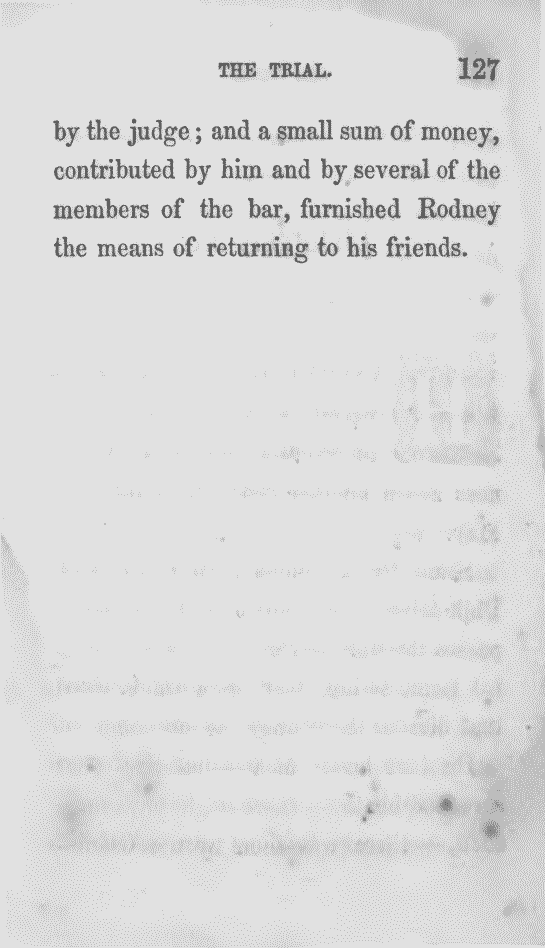 THE TRIAL. 127
by the judge; and a small sum of money,
contributed by him and by several of the
members of the bar, furnished Rodney
the means of returning to his friends.